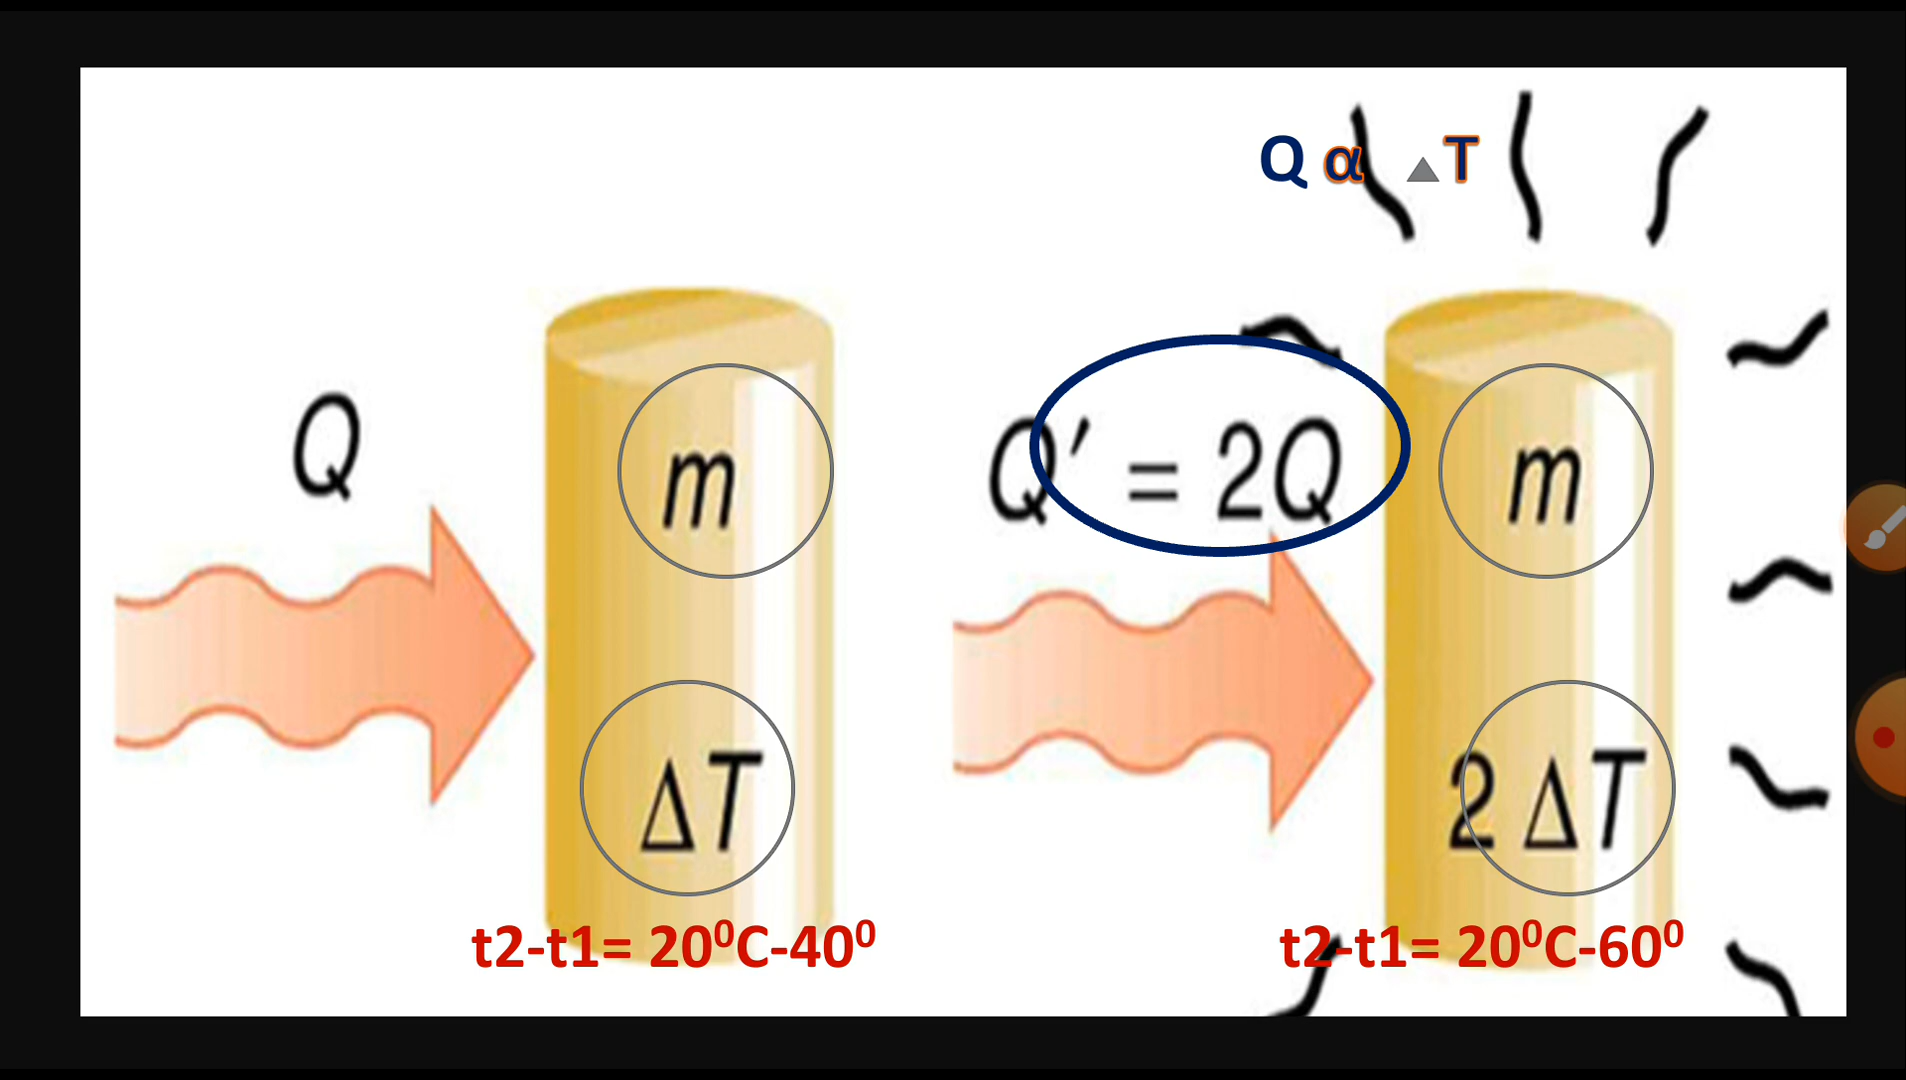 Q α ▲T
Q
m
Q′ = 2Q
m
ΔT
2 ΔT
t2-t1= 20⁰C-40⁰
t2-t1= 20⁰C-60⁰